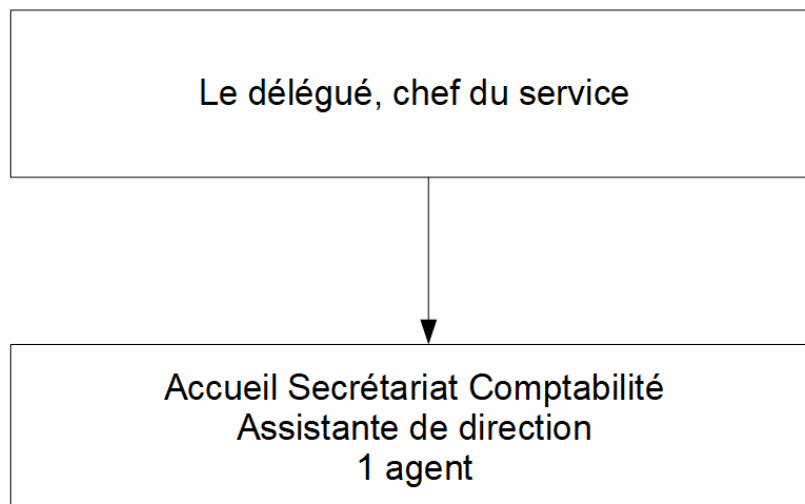 Le délégué, chef du service
Accueil Secrétariat Comptabilité
Assistante de direction
1 agent